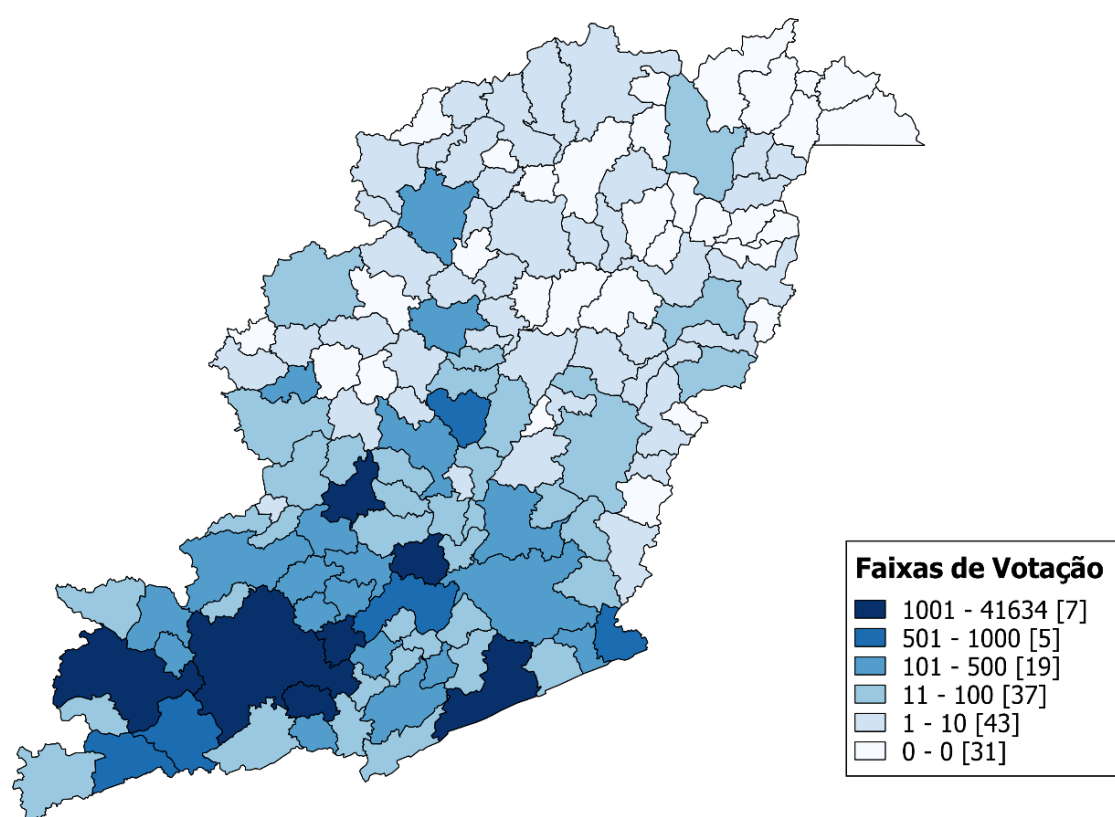 Faixas de Votação
1001 - 41634 [7]
501 - 1000 [5]
101 - 500 [19]
11 - 100 [37]
1 - 10 [43]
0 - 0 [31]